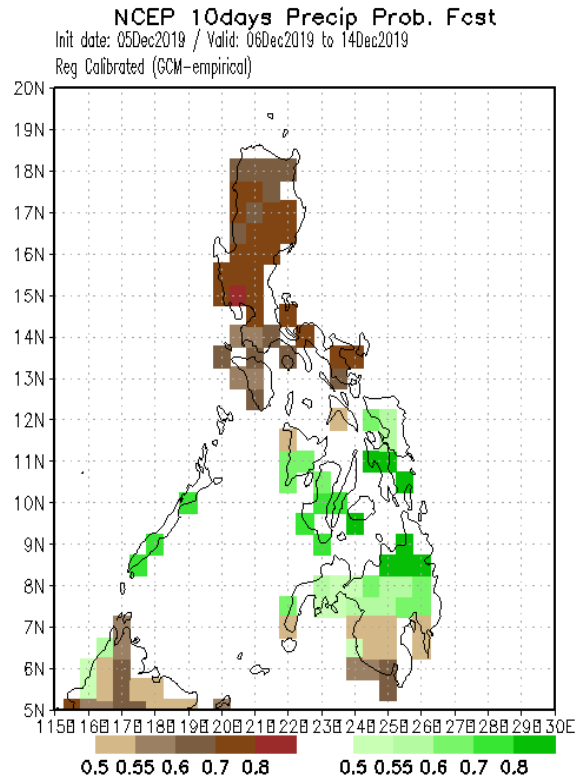 NCEP 10days Precip Prob. Fcst
Init date: 05Dec2019 / Valid: 06Dec2019 to 14Dec2019
Reg Calibrated (GCM-empirical)
20N
19N
18N
17N
16N
15N
14N
13N
12N
11N
10N
9N
8N
7N
6N
5N
115E 116E 117E 118E 119E 120E 121E 122E 123E 124E 125E 126E 127E 128E 129E 130E
0.5 0.55 0.6 0.7 0.8 0.5 0.55 0.6 0.7 0.8